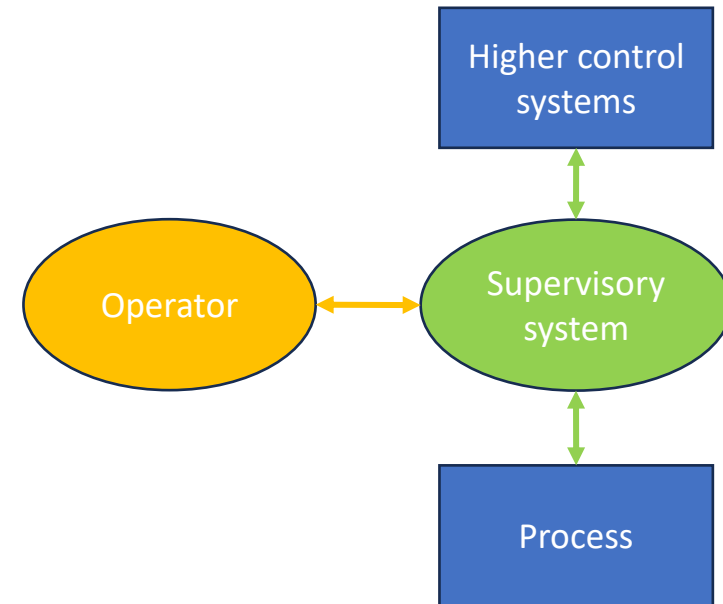 Higher control
systems
Operator
Supervisory
system
Process